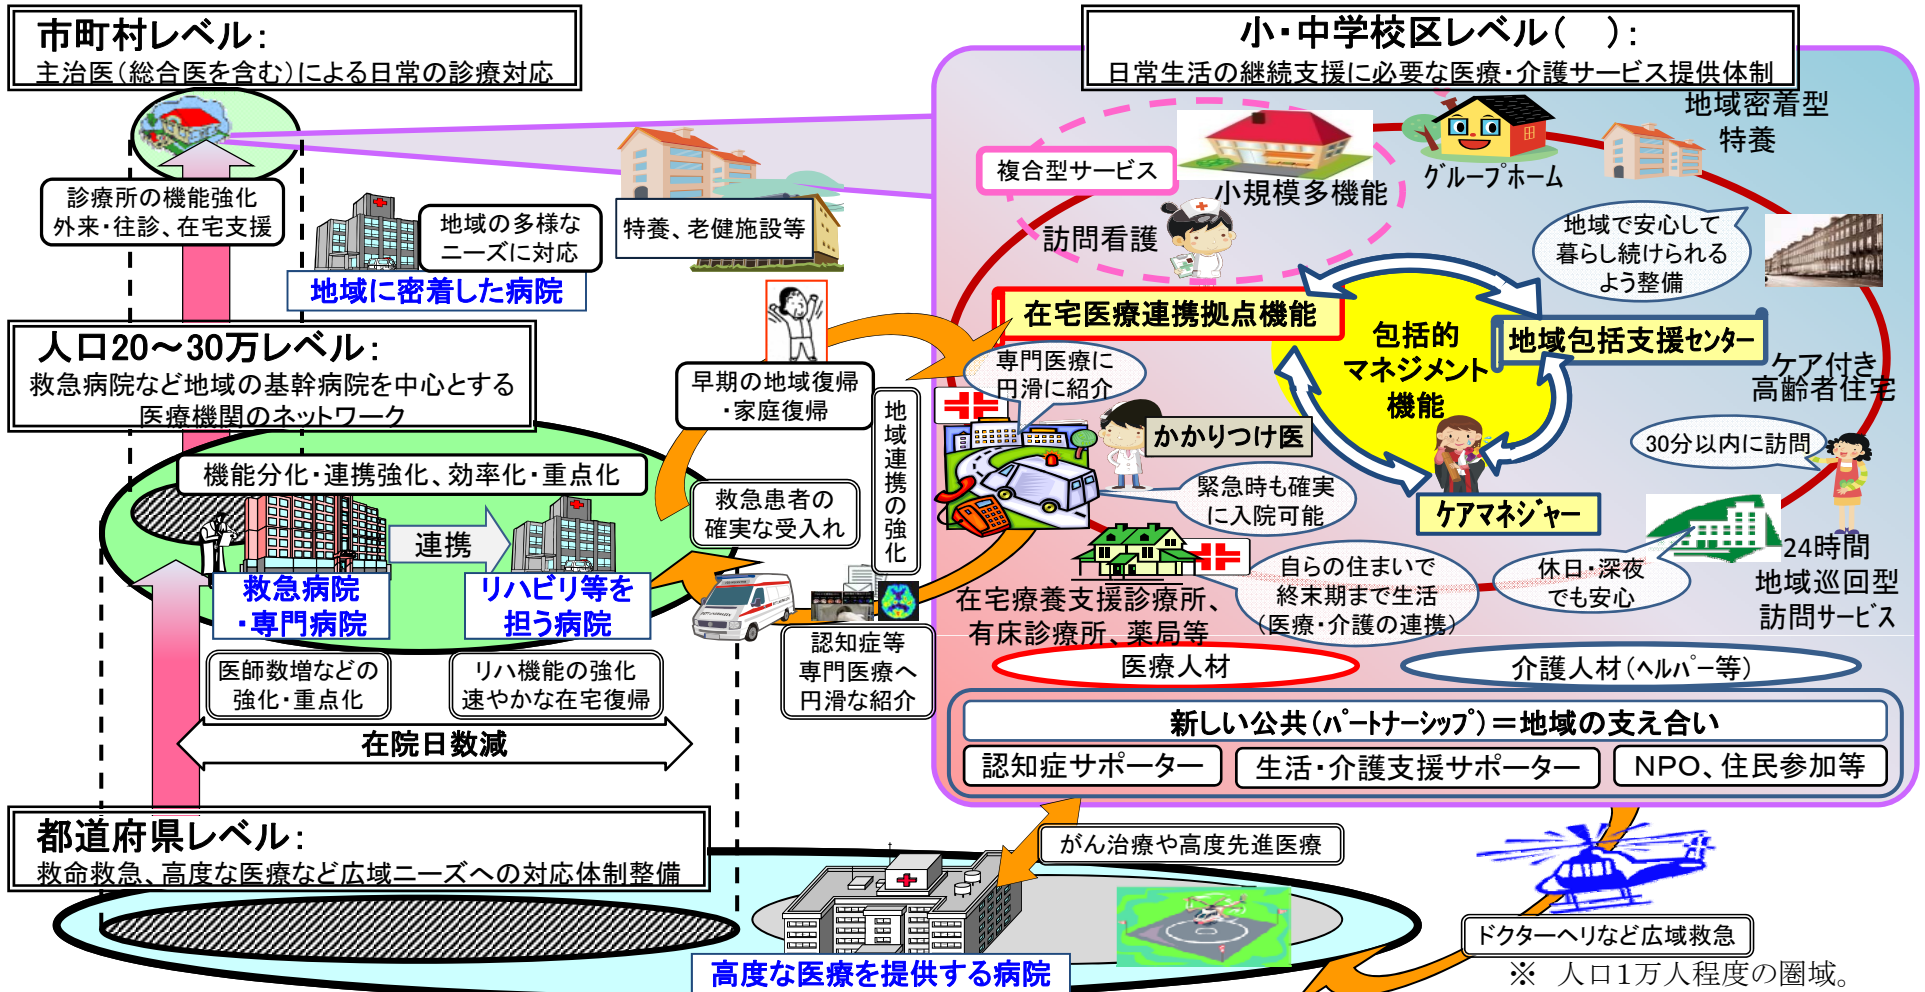 市町村レベル：
主治医（総合医を含む）による日常の診療対応
診療所の機能強化
外来・往診、在宅支援
地域の多様な
ニーズに対応
地域に密着した病院
特養、老健施設等
人口20～30万レベル：
救急病院など地域の基幹病院を中心とする
医療機関のネットワーク
機能分化・連携強化、効率化・重点化
連携
救急病院
・専門病院
リハビリ等を
担う病院
医師数増などの
強化・重点化
リハ機能の強化
速やかな在宅復帰
在院日数減
早期の地域復帰
・家庭復帰
地域連携の強化
救急患者の
確実な受入れ
認知症等
専門医療へ
円滑な紹介
都道府県レベル：
救命救急、高度な医療など広域ニーズへの対応体制整備
高度な医療を提供する病院
がん治療や高度先進医療
ドクターヘリなど広域救急
※ 人口1万人程度の圏域。
小・中学校区レベル（ ）：
日常生活の継続支援に必要な医療・介護サービス提供体制
複合型サービス
小規模多機能
訪問看護
グループホーム
地域密着型
特養
地域で安心して
暮らし続けられる
よう整備
在宅医療連携拠点機能
包括的
マネジメント
機能
地域包括支援センター
専門医療に
円滑に紹介
かかりつけ医
ケア付き
高齢者住宅
30分以内に訪問
緊急時も確実
に入院可能
ケアマネジャー
24時間
地域巡回型
訪問サービス
休日・深夜
でも安心
自らの住まいで
終末期まで生活
（医療・介護の連携）
在宅療養支援診療所、
有床診療所、薬局等
医療人材
介護人材（ﾍﾙﾊﾟｰ等）
新しい公共（ﾊﾟｰﾄﾅｰｼｯﾌﾟ）＝地域の支え合い
認知症サポーター
生活・介護支援サポーター
NPO、住民参加等